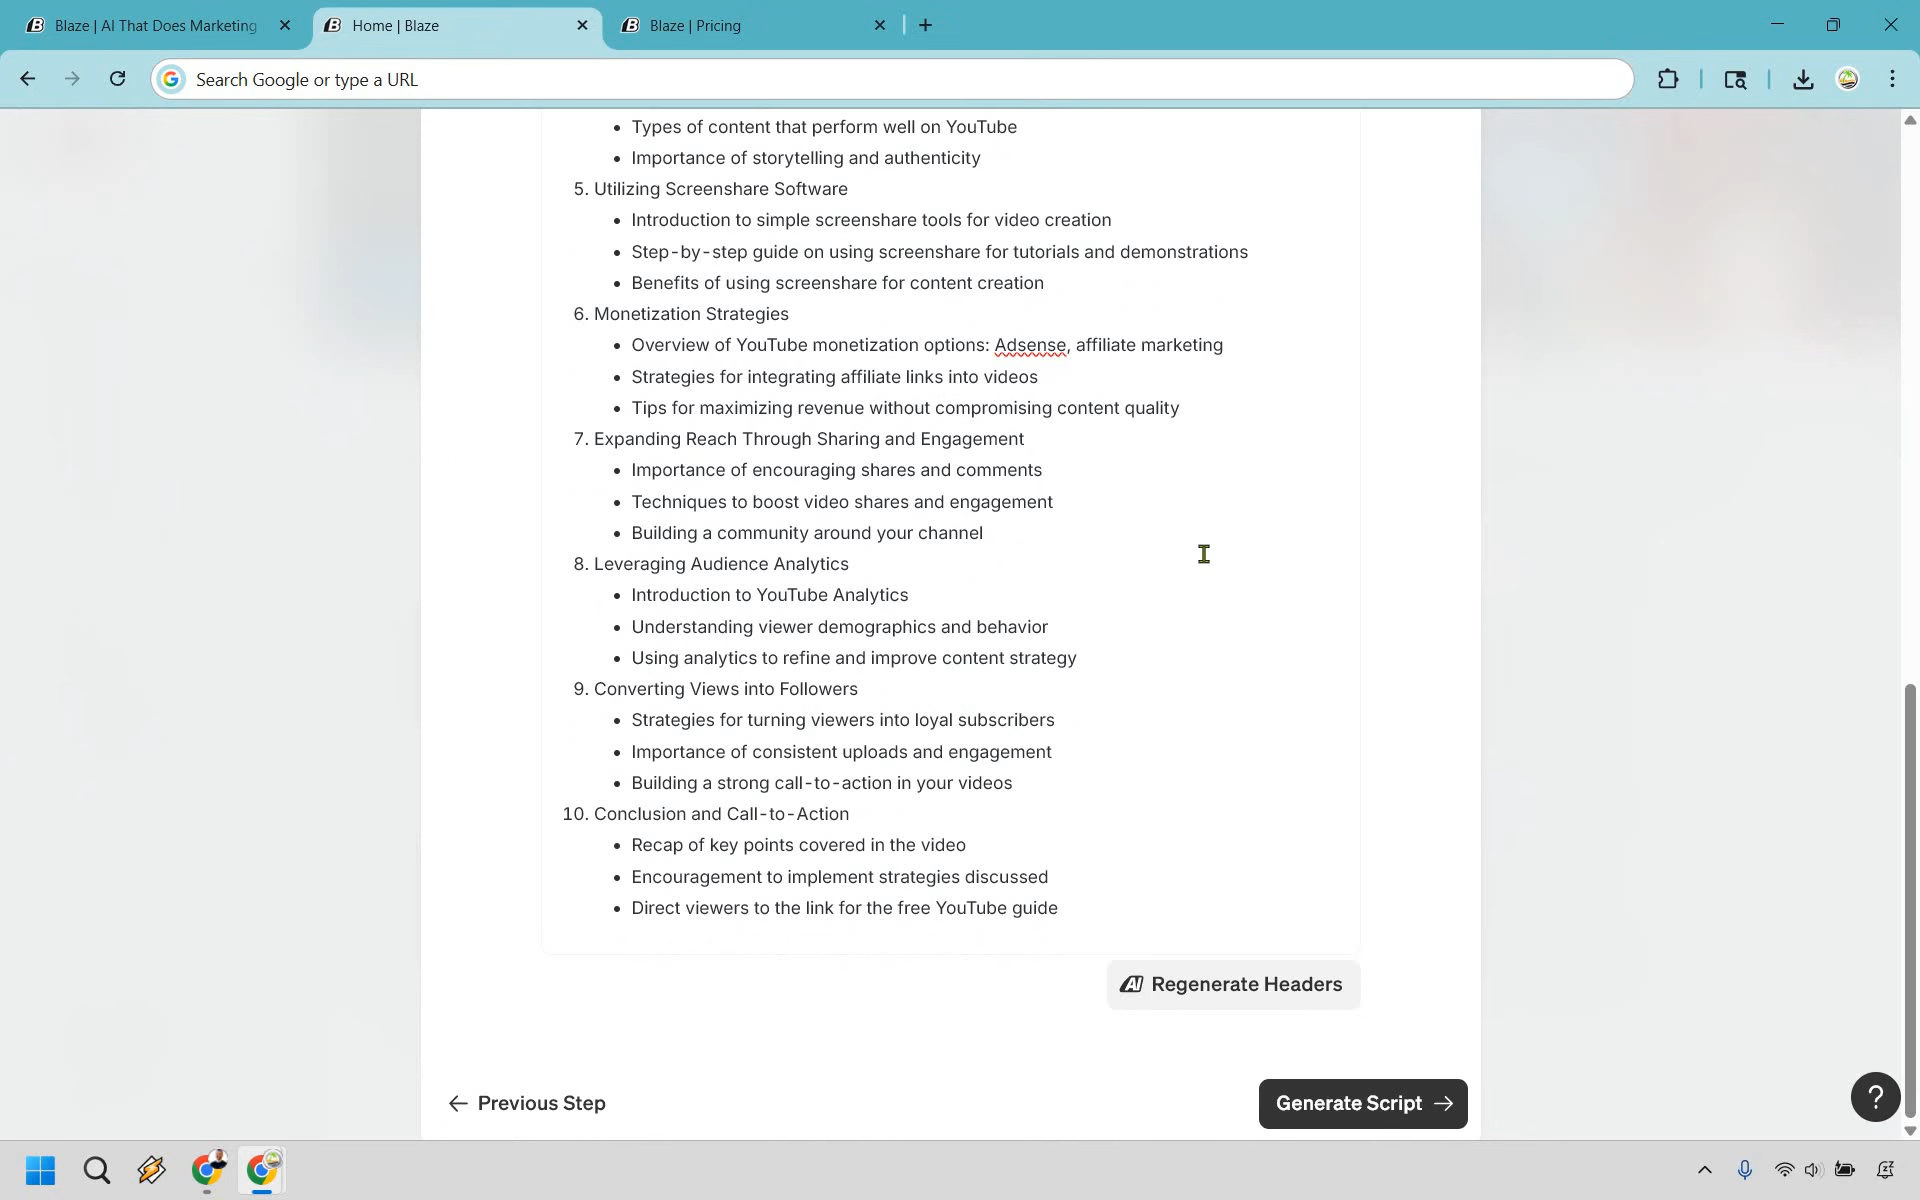 Blaze | AI That Does Marketing
Home | Blaze
Blaze | Pricing
Search Google or type a URL
• Types of content that perform well on YouTube
• Importance of storytelling and authenticity
5. Utilizing Screenshare Software
• Introduction to simple screenshare tools for video creation
• Step-by-step guide on using screenshare for tutorials and demonstrations
• Benefits of using screenshare for content creation
6. Monetization Strategies
• Overview of YouTube monetization options: Adsense, affiliate marketing
• Strategies for integrating affiliate links into videos
• Tips for maximizing revenue without compromising content quality
7. Expanding Reach Through Sharing and Engagement
• Importance of encouraging shares and comments
• Techniques to boost video shares and engagement
• Building a community around your channel
8. Leveraging Audience Analytics
• Introduction to YouTube Analytics
• Understanding viewer demographics and behavior
• Using analytics to refine and improve content strategy
9. Converting Views into Followers
• Strategies for turning viewers into loyal subscribers
• Importance of consistent uploads and engagement
• Building a strong call-to-action in your videos
10. Conclusion and Call-to-Action
• Recap of key points covered in the video
• Encouragement to implement strategies discussed
• Direct viewers to the link for the free YouTube guide
AI Regenerate Headers
← Previous Step
Generate Script →
?